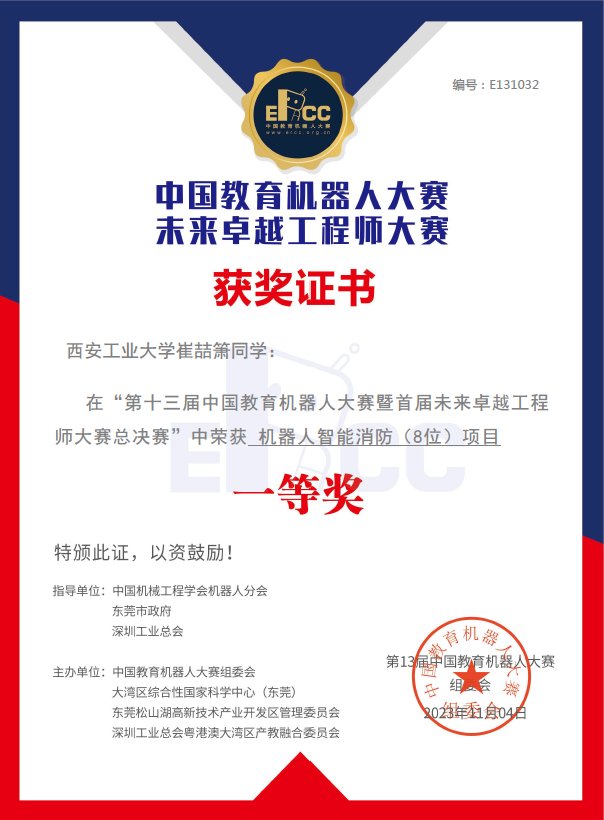 编号：E131032
ERCC
中国教育机器人大赛
www.ercc.org.cn
中国教育机器人大赛
未来卓越工程师大赛
获奖证书
西安工业大学崔喆箫同学：
在“第十三届中国教育机器人大赛暨首届未来卓越工程
师大赛总决赛”中荣获 机器人智能消防（8位）项目
一等奖
特颁此证，以资鼓励！
指导单位：中国机械工程学会机器人分会
东莞市政府
深圳工业总会
主办单位：中国教育机器人大赛组委会
大湾区综合性国家科学中心（东莞）
东莞松山湖高新技术产业开发区管理委员会
深圳工业总会粤港澳大湾区产教融合委员会
第13届中国教育机器人大赛
组委会
2023年11月04日
中国教育机器人大赛
组委会